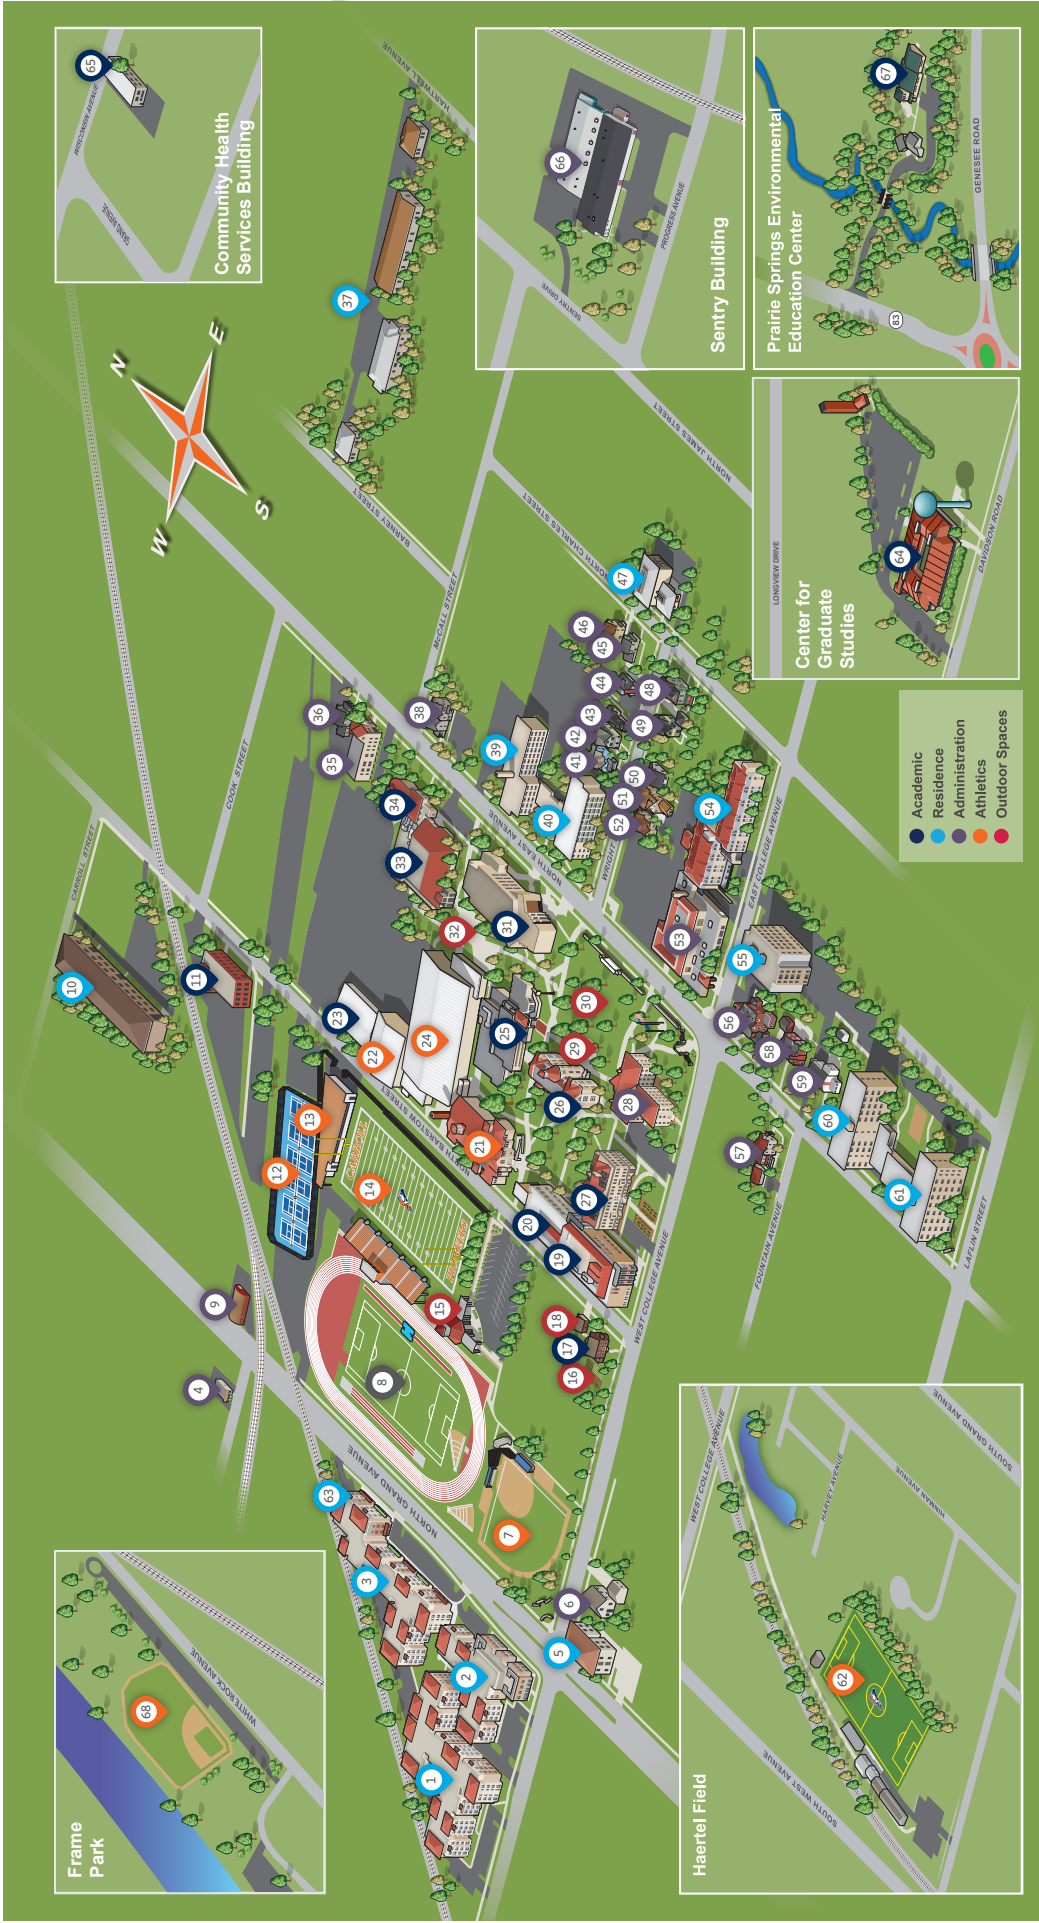 65
WISCONSIN AVENUE
GRAND AVENUE
Community Health
Services Building
HARTWELL AVENUE
37
N
E
S
W
BARNEY STREET
66
PROGRESS AVENUE
SENTRY DRIVE
Sentry Building
67
GENESEE ROAD
83
Prairie Springs Environmental
Education Center
LONGVIEW DRIVE
64
DAVIDSON ROAD
Center for
Graduate
Studies
NORTH JAMES STREET
NORTH CHARLES STREET
McCALL STREET
COOK STREET
CARROLL STREET
NORTH EAST AVENUE
WRIGHT
EAST COLLEGE AVENUE
NORTH BARSTOW STREET
WEST COLLEGE AVENUE
FOUNTAIN AVENUE
LAFLIN STREET
NORTH GRAND AVENUE
36
35
38
34
33
39
40
46
45
44
43
42
41
47
48
49
50
51
52
54
53
55
56
58
59
57
60
61
10
11
23
22
24
31
32
25
30
29
26
28
21
27
20
19
18
17
16
12
13
14
CARROLL
15
8
9
4
7
63
3
2
1
5
6
Academic
Residence
Administration
Athletics
Outdoor Spaces
68
WHITE ROCK AVENUE
Frame
Park
WEST COLLEGE AVENUE
HARVEY AVENUE
HINMAN AVENUE
SOUTH GRAND AVENUE
62
SOUTH WEST AVENUE
Haertel Field